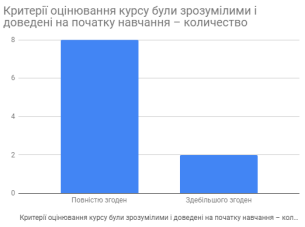 Критерії оцінювання курсу були зрозумілими і
доведені на початку навчання – количество
8
6
4
2
0
Повністю згоден
Здебільшого згоден
Критерії оцінювання курсу були зрозумілими і доведені на початку навчання – кол...